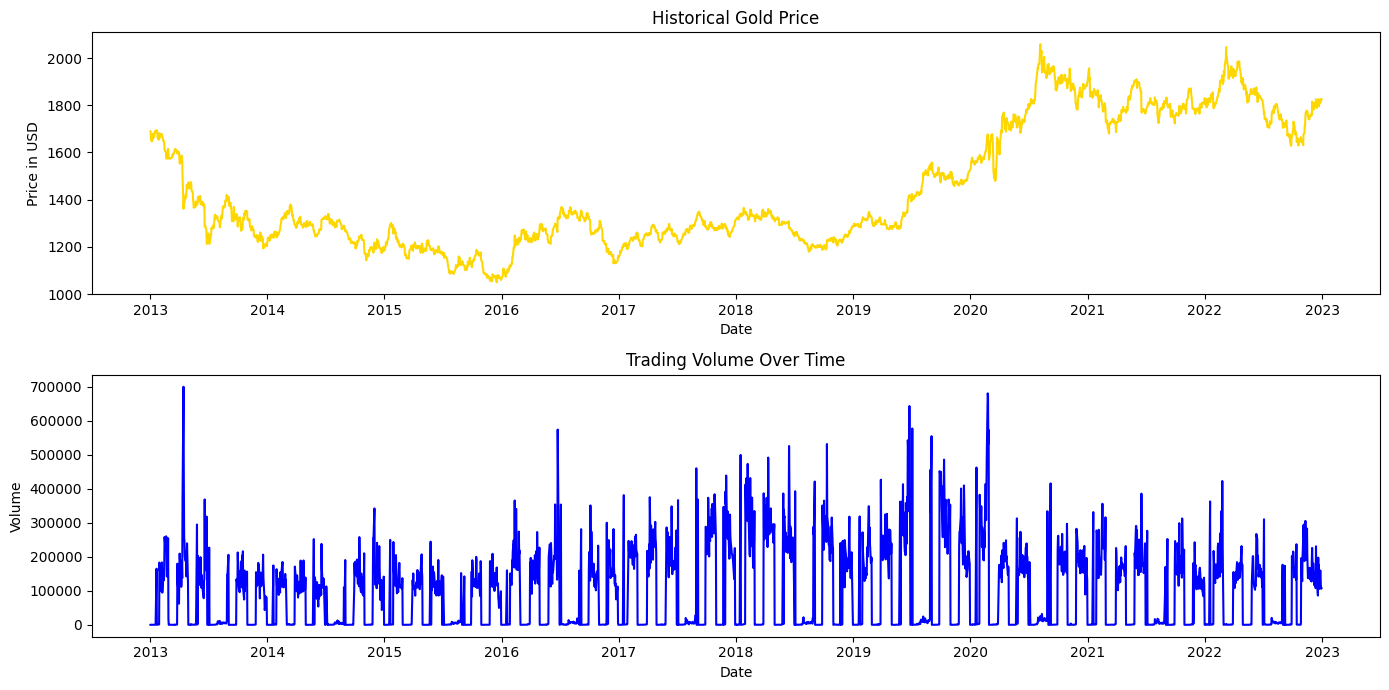 Historical Gold Price
2000
1800
1600
1400
1200
1000
Price in USD
2013 2014 2015 2016 2017 2018 2019 2020 2021 2022 2023
Date
Trading Volume Over Time
700000
600000
500000
400000
300000
200000
100000
0
Volume
2013 2014 2015 2016 2017 2018 2019 2020 2021 2022 2023
Date